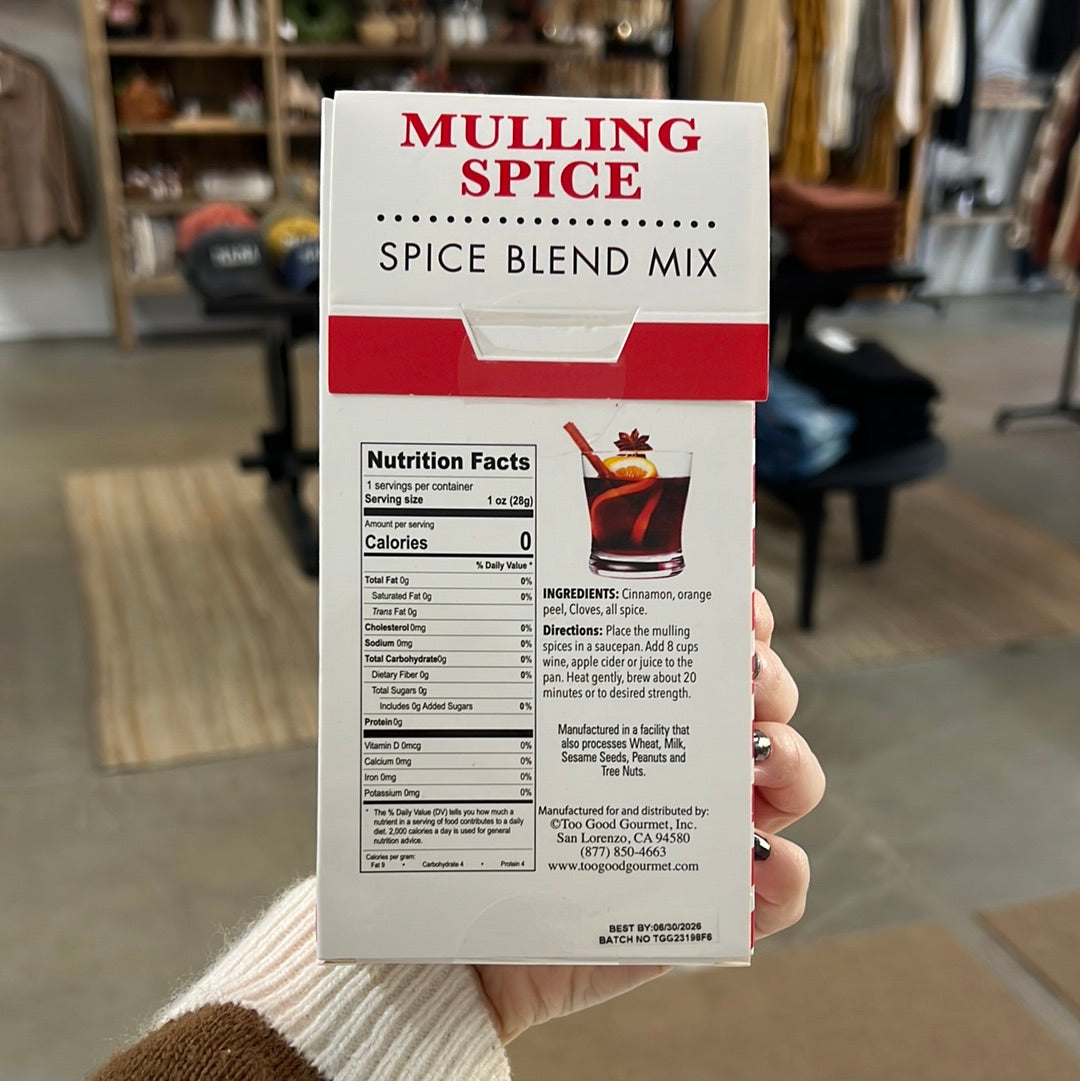 MULLING
SPICE
SPICE BLEND MIX
Nutrition Facts
1 servings per container
Serving size 1 oz (28g)
Amount per serving
Calories 0
% Daily Value *
Total Fat 0g 0%
Saturated Fat 0g 0%
Trans Fat 0g
Cholesterol 0mg 0%
Sodium 0mg 0%
Total Carbohydrate0g 0%
Dietary Fiber 0g 0%
Total Sugars 0g
Includes 0g Added Sugars 0%
Protein 0g
Vitamin D 0mcg 0%
Calcium 0mg 0%
Iron 0mg 0%
Potassium 0mg 0%
* The % Daily Value (DV) tells you how much a
nutrient in a serving of food contributes to a daily
diet. 2,000 calories a day is used for general
nutrition advice.
Calories per gram:
Fat 9 • Carbohydrate 4 • Protein 4
INGREDIENTS: Cinnamon, orange
peel, Cloves, all spice.
Directions: Place the mulling
spices in a saucepan. Add 8 cups
wine, apple cider or juice to the
pan. Heat gently, brew about 20
minutes or to desired strength.
Manufactured in a facility that
also processes Wheat, Milk,
Sesame Seeds, Peanuts and
Tree Nuts.
Manufactured for and distributed by:
©Too Good Gourmet, Inc.
San Lorenzo, CA 94580
(877) 850-4663
www.toogoodgourmet.com
BEST BY:06/30/2026
BATCH NO TGG23198F6